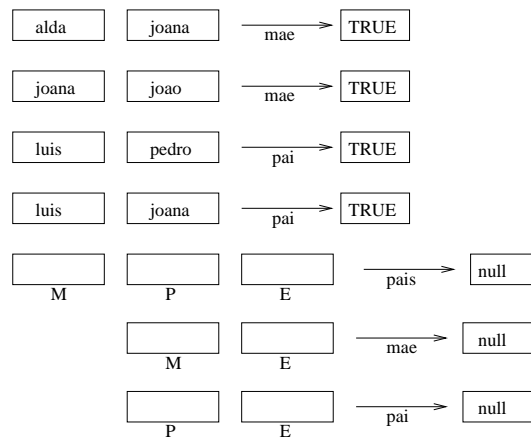 alda joana mae TRUE
joana joao mae TRUE
luis pedro pai TRUE
luis joana pai TRUE
pais null
M P E
mae null
M E
pai null
P E